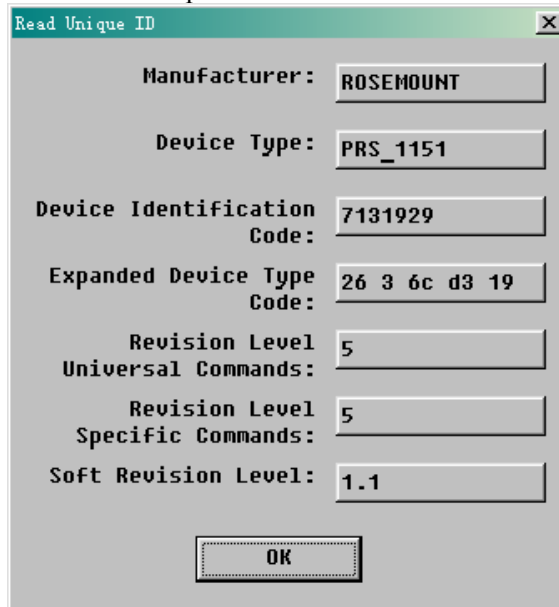 Read Unique ID
Manufacturer: ROSEMOUNT
Device Type: PRS_1151
Device Identification
Code: 7131929
Expanded Device Type
Code: 26 3 6c d3 19
Revision Level
Universal Commands: 5
Revision Level
Specific Commands: 5
Soft Revision Level: 1.1
OK